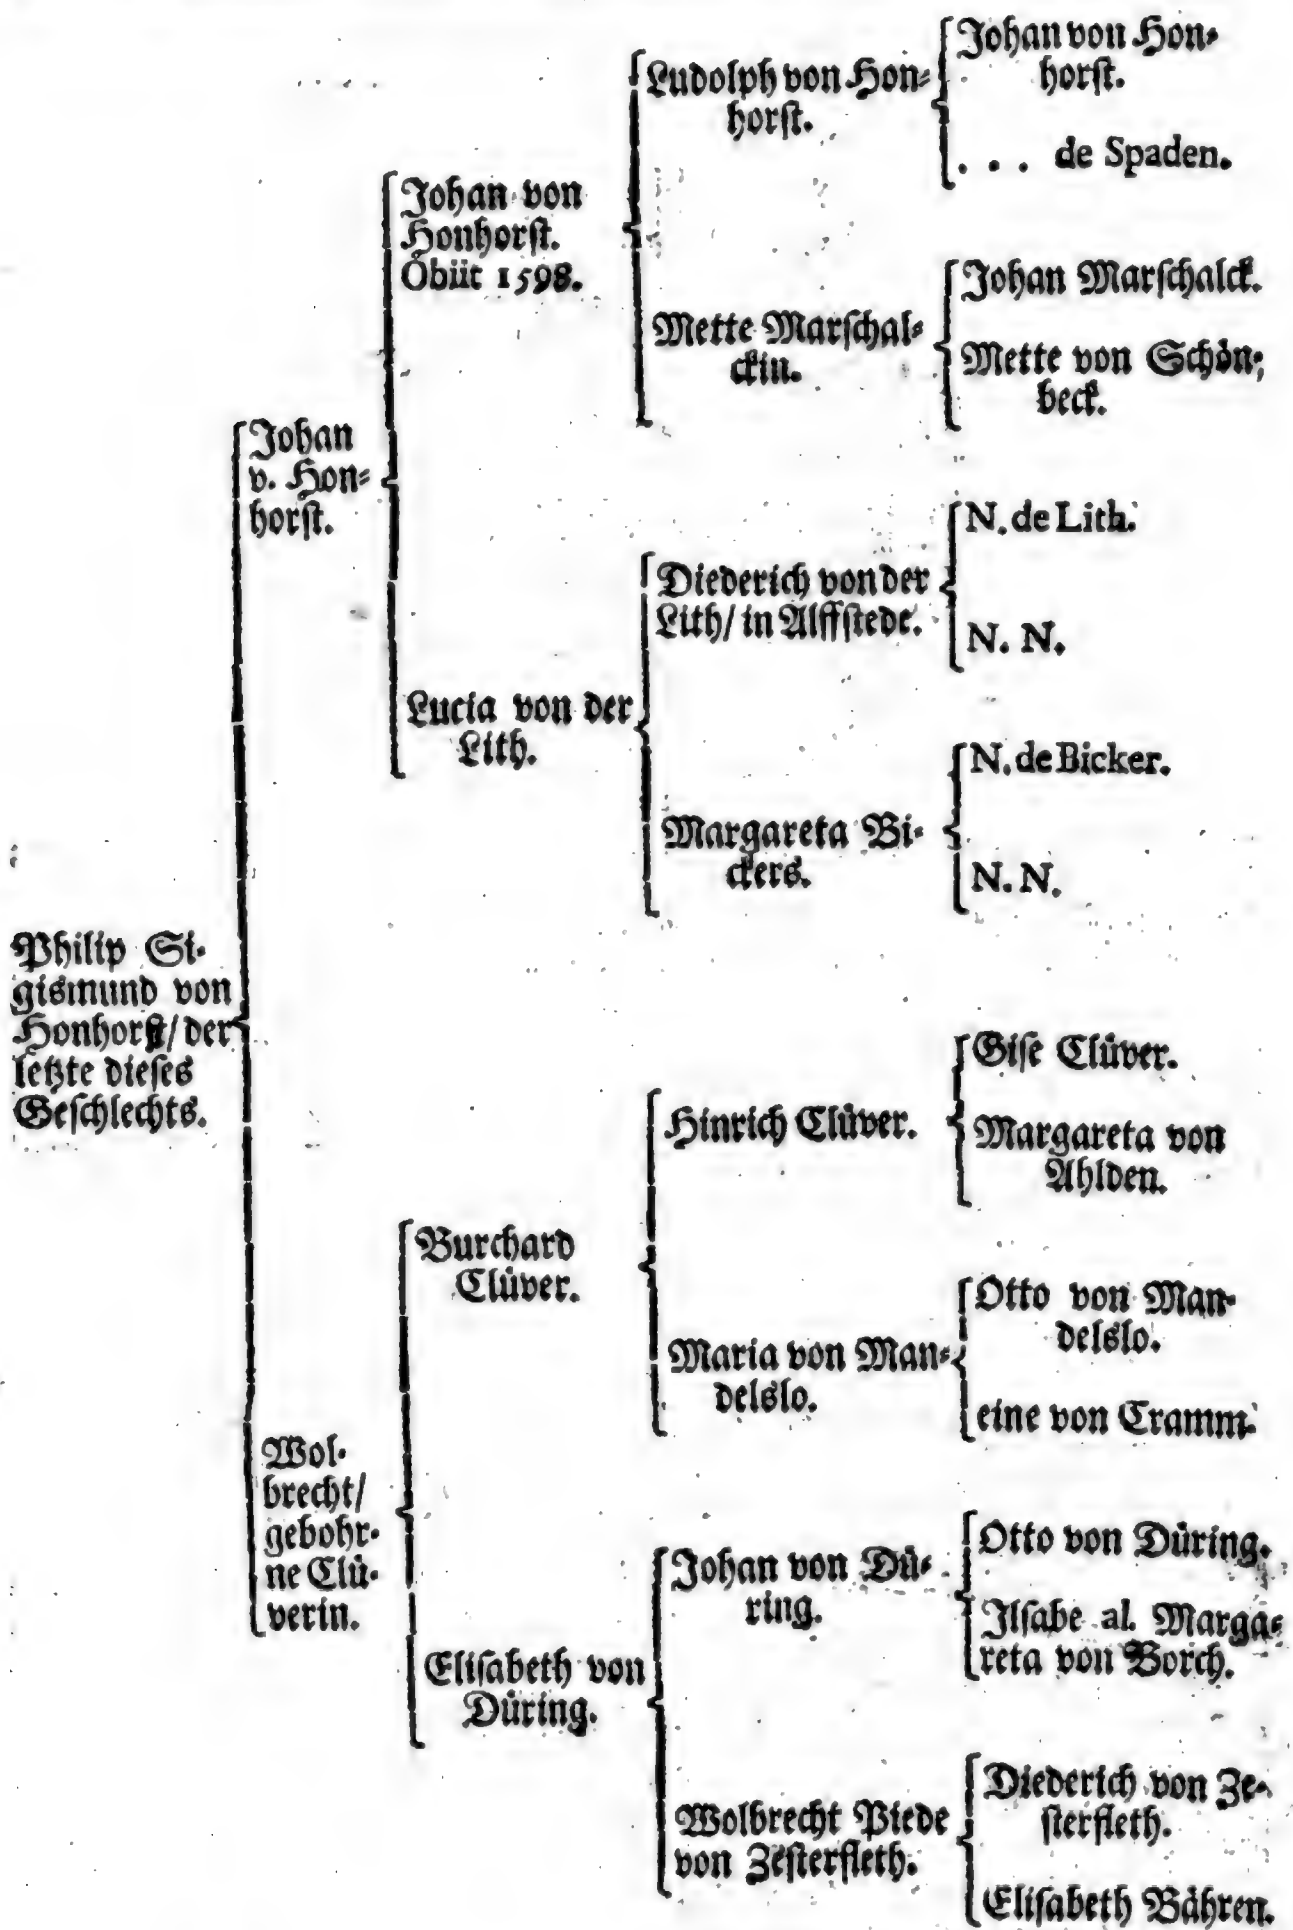 Philip Si-
gismund von
Honhorst/ der
letzte dieses
Geschlechts.
Johan
v. Hon-
horst.
Johan von
Honhorst.
Obiit 1598.
Ludolph von Hon-
horst.
Johan von Hon-
horst.
. . . de Spaden.
Mette Marschal-
ckin.
Johan Marschalck.
Mette von Schön-
beck.
Lucia von der
Lith.
Diederich von der
Lith/ in Alffstede.
N. de Lith.
N. N.
Margareta Bi-
ckers.
N. de Bicker.
N. N.
Wol-
brecht/
gebohr-
ne Clü-
verin.
Burchard
Clüver.
Hinrich Clüver.
Gise Clüver.
Margareta von
Ahlden.
Maria von Man-
delslo.
Otto von Man-
delslo.
eine von Cramm.
Elisabeth von
Düring.
Johan von Dü-
ring.
Otto von Düring.
Ilsabe al. Marga-
reta von Borch.
Wolbrecht Piede
von Zesterfleth.
Diederich von Ze-
sterfleth.
Elisabeth Bähren.